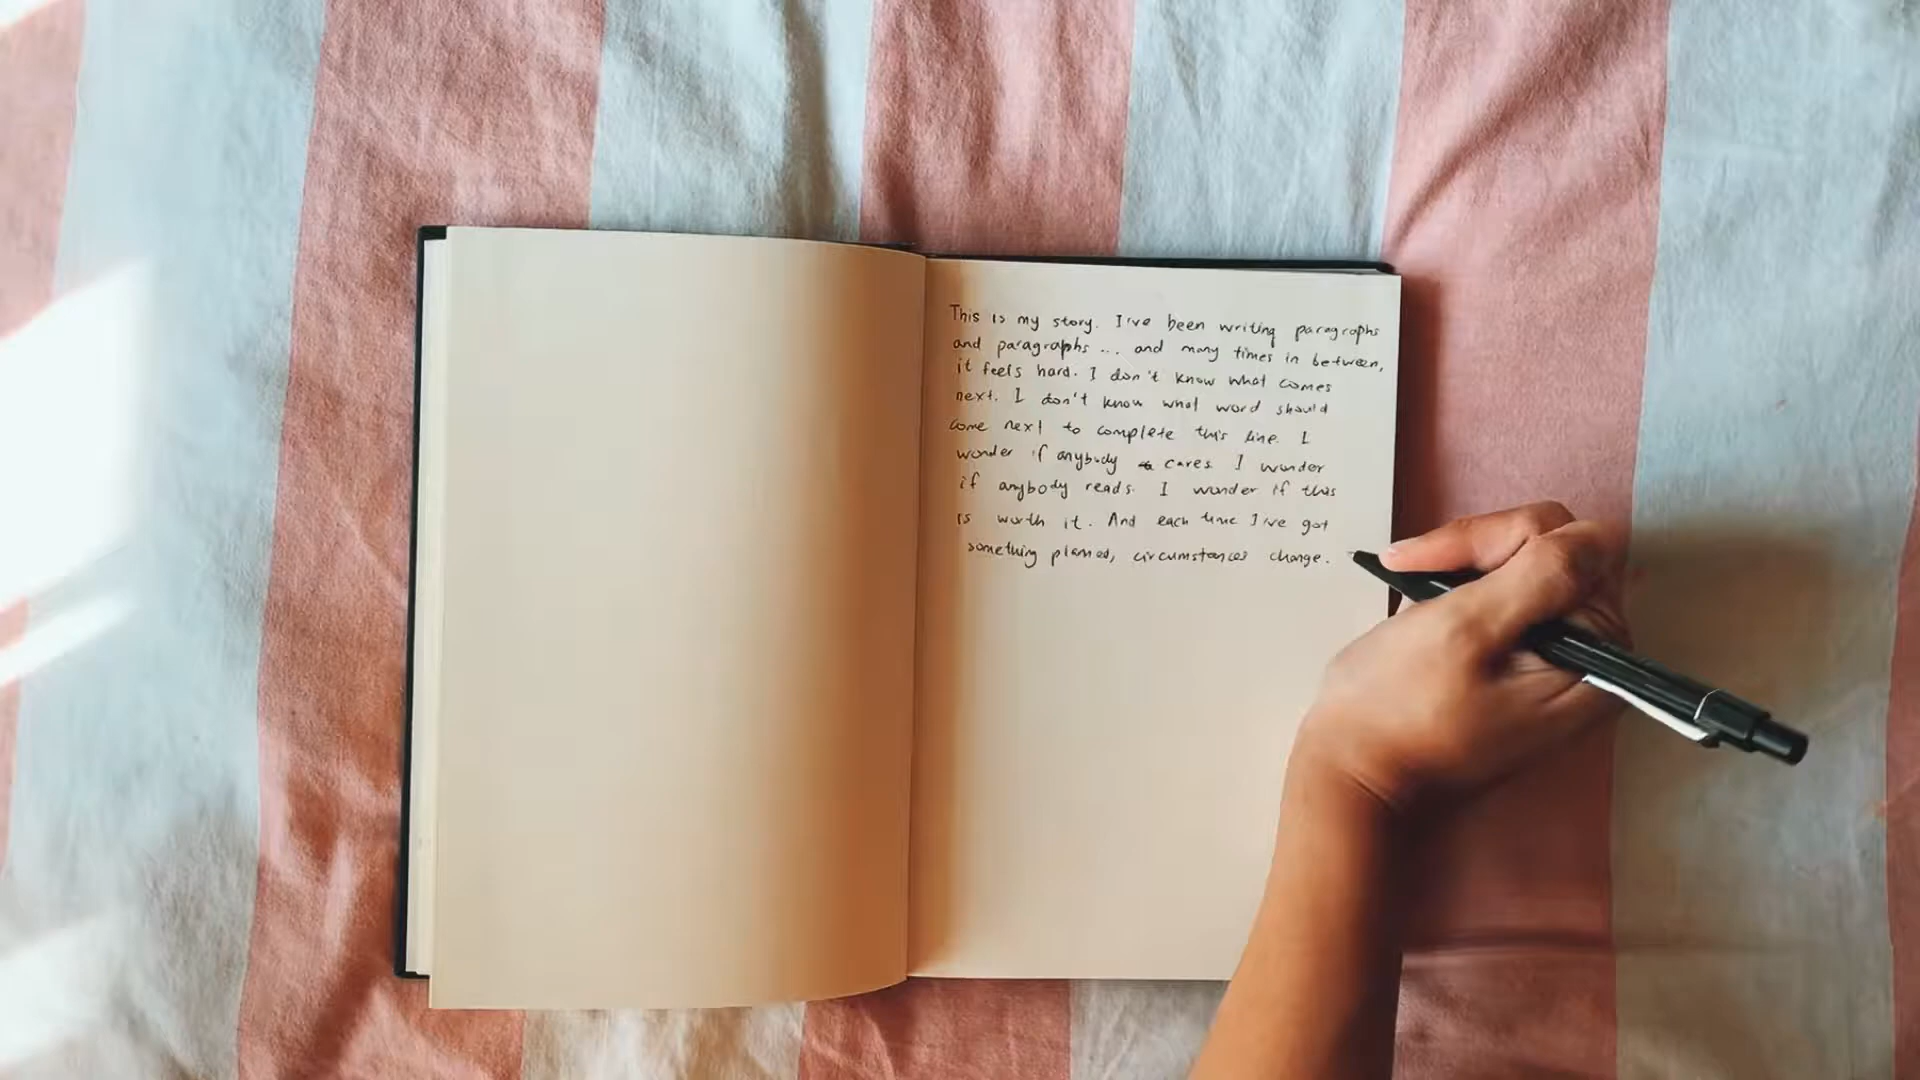 This is my story. I've been writing paragraphs
and paragraphs ... and many times in between,
it feels hard. I don't know what comes
next. I don't know what word should
come next to complete this line. I
wonder if anybody cares. I wonder
if anybody reads. I wonder if this
is worth it. And each time I've got
something planned, circumstances change.